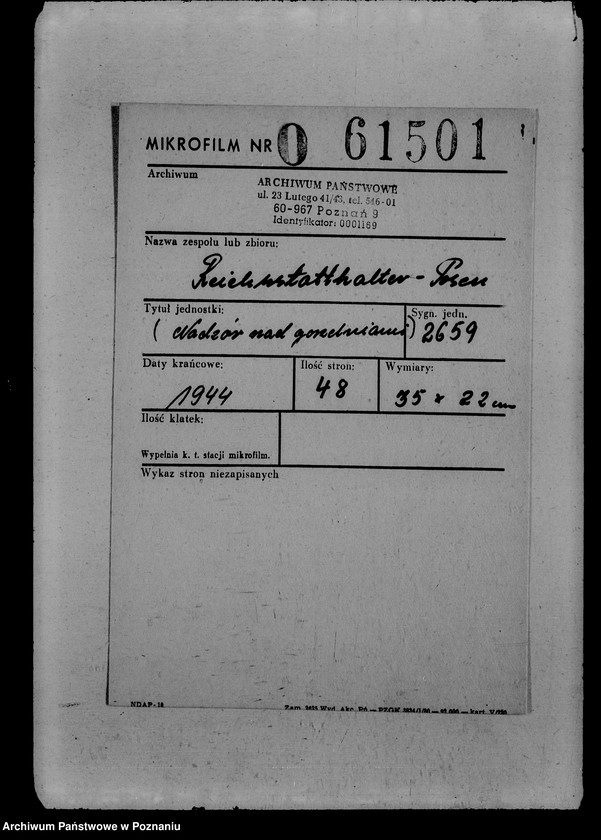 MIKROFILM NR 0 61501
Archiwum
ARCHIWUM PAŃSTWOWE
ul. 23 Lutego 41/43, tel. 546-01
60-967 Poznań 9
Identyfikator: 0001169
Nazwa zespołu lub zbioru:
Reichsstatthalter - Posen
Tytuł jednostki:
Sygn. jedn.
(Nadzór nad gorzelniami) 2659
Daty krańcowe:
Ilość stron:
Wymiary:
1944
48
35 x 22 cm
Ilość klatek:
Wypełnia k. t. stacji mikrofilm.
Wykaz stron niezapisanych
NDAP-18
Archiwum Państwowe w Poznaniu